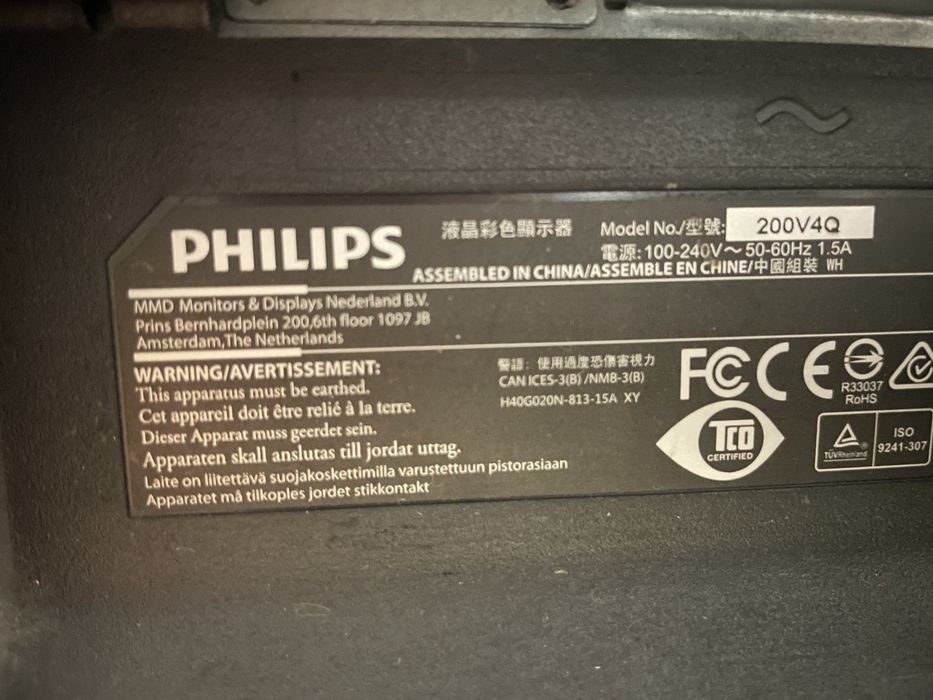 PHILIPS
液晶彩色顯示器
Model No./型號: 200V4Q
電源: 100-240V～ 50-60Hz 1.5A
ASSEMBLED IN CHINA/ASSEMBLE EN CHINE/中國組裝 WH
MMD Monitors & Displays Nederland B.V.
Prins Bernhardplein 200,6th floor 1097 JB
Amsterdam,The Netherlands
WARNING/AVERTISSEMENT:
This apparatus must be earthed.
Cet appareil doit être relié à la terre.
Dieser Apparat muss geerdet sein.
Apparaten skall anslutas till jordat uttag.
Laite on liitettävä suojakoskettimilla varustettuun pistorasiaan
Apparatet må tilkoples jordet stikkontakt
警語: 使用過度恐傷害視力
CAN ICES-3(B) /NMB-3(B)
H40G020N-813-15A XY
FC CE
R33037
RoHS
TCO
CERTIFIED
TÜVRheinland
ISO
9241-307